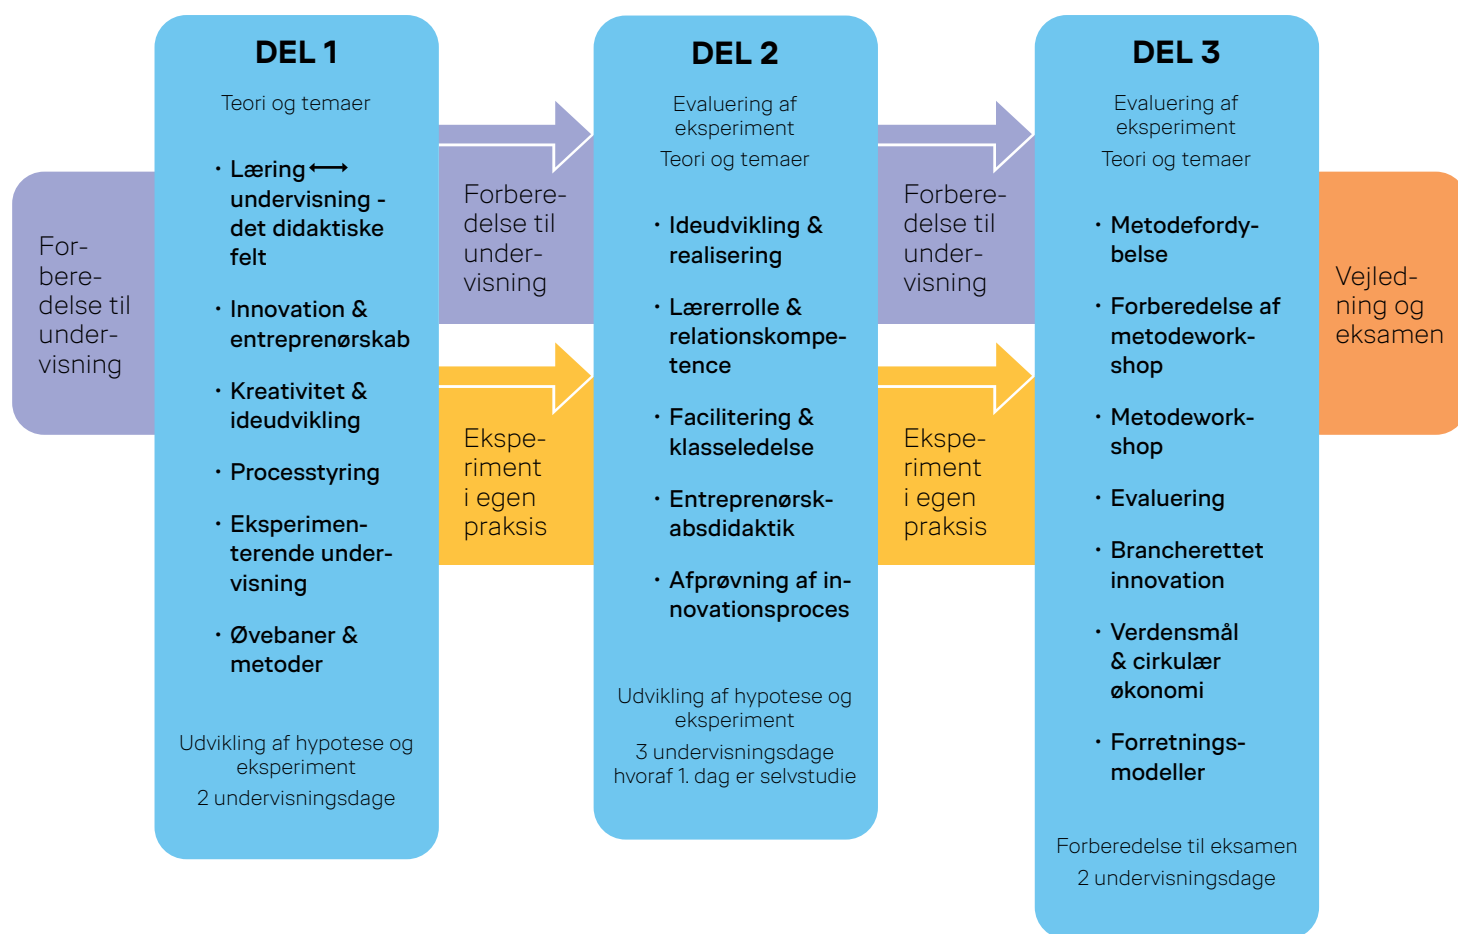 For-
bere-
delse til
under-
visning
DEL 1
Teori og temaer
· Læring ⟷
undervisning -
det didaktiske
felt
· Innovation &
entreprenørskab
· Kreativitet &
ideudvikling
· Processtyring
· Eksperimen-
terende under-
visning
· Øvebaner &
metoder
Udvikling af hypotese og
eksperiment
2 undervisningsdage
Forbere-
delse til
under-
visning
Ekspe-
riment
i egen
praksis
DEL 2
Evaluering af
eksperiment
Teori og temaer
· Ideudvikling &
realisering
· Lærerrolle &
relationskompe-
tence
· Facilitering &
klasseledelse
· Entreprenørsk-
absdidaktik
· Afprøvning af in-
novationsproces
Udvikling af hypotese og
eksperiment
3 undervisningsdage
hvoraf 1. dag er selvstudie
Forbere-
delse til
under-
visning
Ekspe-
riment
i egen
praksis
DEL 3
Evaluering af
eksperiment
Teori og temaer
· Metodefordy-
belse
· Forberedelse af
metodework-
shop
· Metodework-
shop
· Evaluering
· Brancherettet
innovation
· Verdensmål
& cirkulær
økonomi
· Forretnings-
modeller
Forberedelse til eksamen
2 undervisningsdage
Vejled-
ning og
eksamen